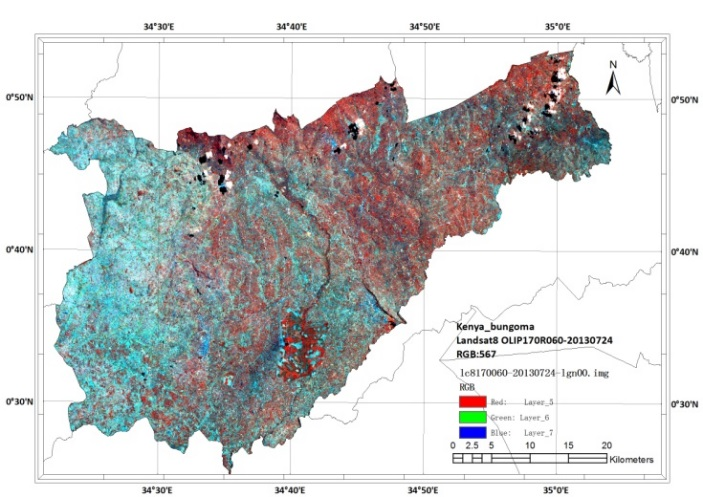 34°30'E 34°40'E 34°50'E 35°0'E
N
0°50'N 0°50'N
0°40'N 0°40'N
Kenya_bungoma
Landsat8 OLIP170R060-20130724
RGB:567
lc8170060-20130724-lgn00.img
RGB
Red: Layer_5
0°30'N 0°30'N
Green: Layer_6
Blue: Layer_7
0 2.5 5 10 15 20
Kilometers
34°30'E 34°40'E 34°50'E 35°0'E